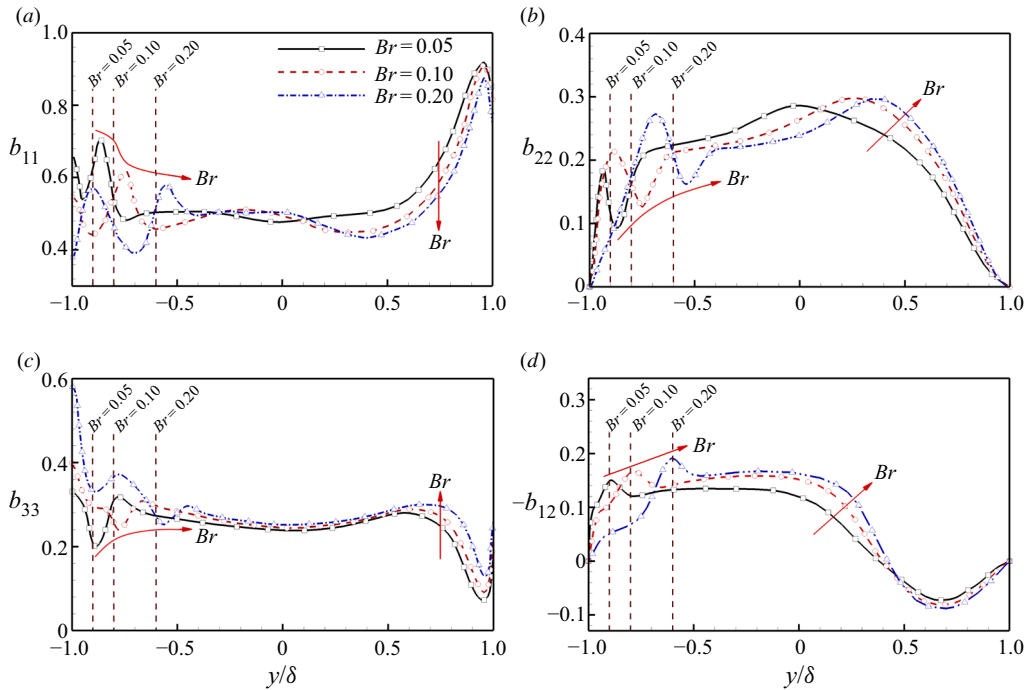 (a)
1.0
0.8
0.6
0.4
b11
Br = 0.05
Br = 0.10
Br = 0.20
Br = 0.05
Br = 0.10
Br = 0.20
Br
Br
−1.0 −0.5 0 0.5 1.0
(b)
0.4
0.3
0.2
0.1
0
b22
Br = 0.05
Br = 0.10
Br = 0.20
Br
Br
−1.0 −0.5 0 0.5 1.0
(c)
0.6
0.4
0.2
0
b33
Br = 0.05
Br = 0.10
Br = 0.20
Br
Br
−1.0 −0.5 0 0.5 1.0
y/δ
(d)
0.3
0.2
0.1
0
−0.1
−b12
Br = 0.05
Br = 0.10
Br = 0.20
Br
Br
−1.0 −0.5 0 0.5 1.0
y/δ